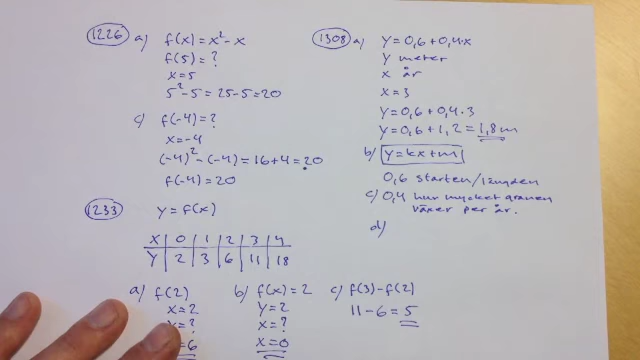 1226 a) f(x) = x² - x
f(5) = ?
x = 5
5² - 5 = 25 - 5 = 20
c) f(-4) = ?
x = -4
(-4)² - (-4) = 16 + 4 = 20
f(-4) = 20
1233 y = f(x)
X | 0 | 1 | 2 | 3 | 4
Y | 2 | 3 | 6 | 11 | 18
a) f(2)
x = 2
y = ?
= 6
b) f(x) = 2
y = 2
x = ?
x = 0
c) f(3) - f(2)
11 - 6 = 5
1308 a) y = 0,6 + 0,4·x
y meter
x år
x = 3
y = 0,6 + 0,4·3
y = 0,6 + 1,2 = 1,8 m
b) y = kx + m
0,6 starten/längden
c) 0,4 hur mycket granen
växer per år.
d)